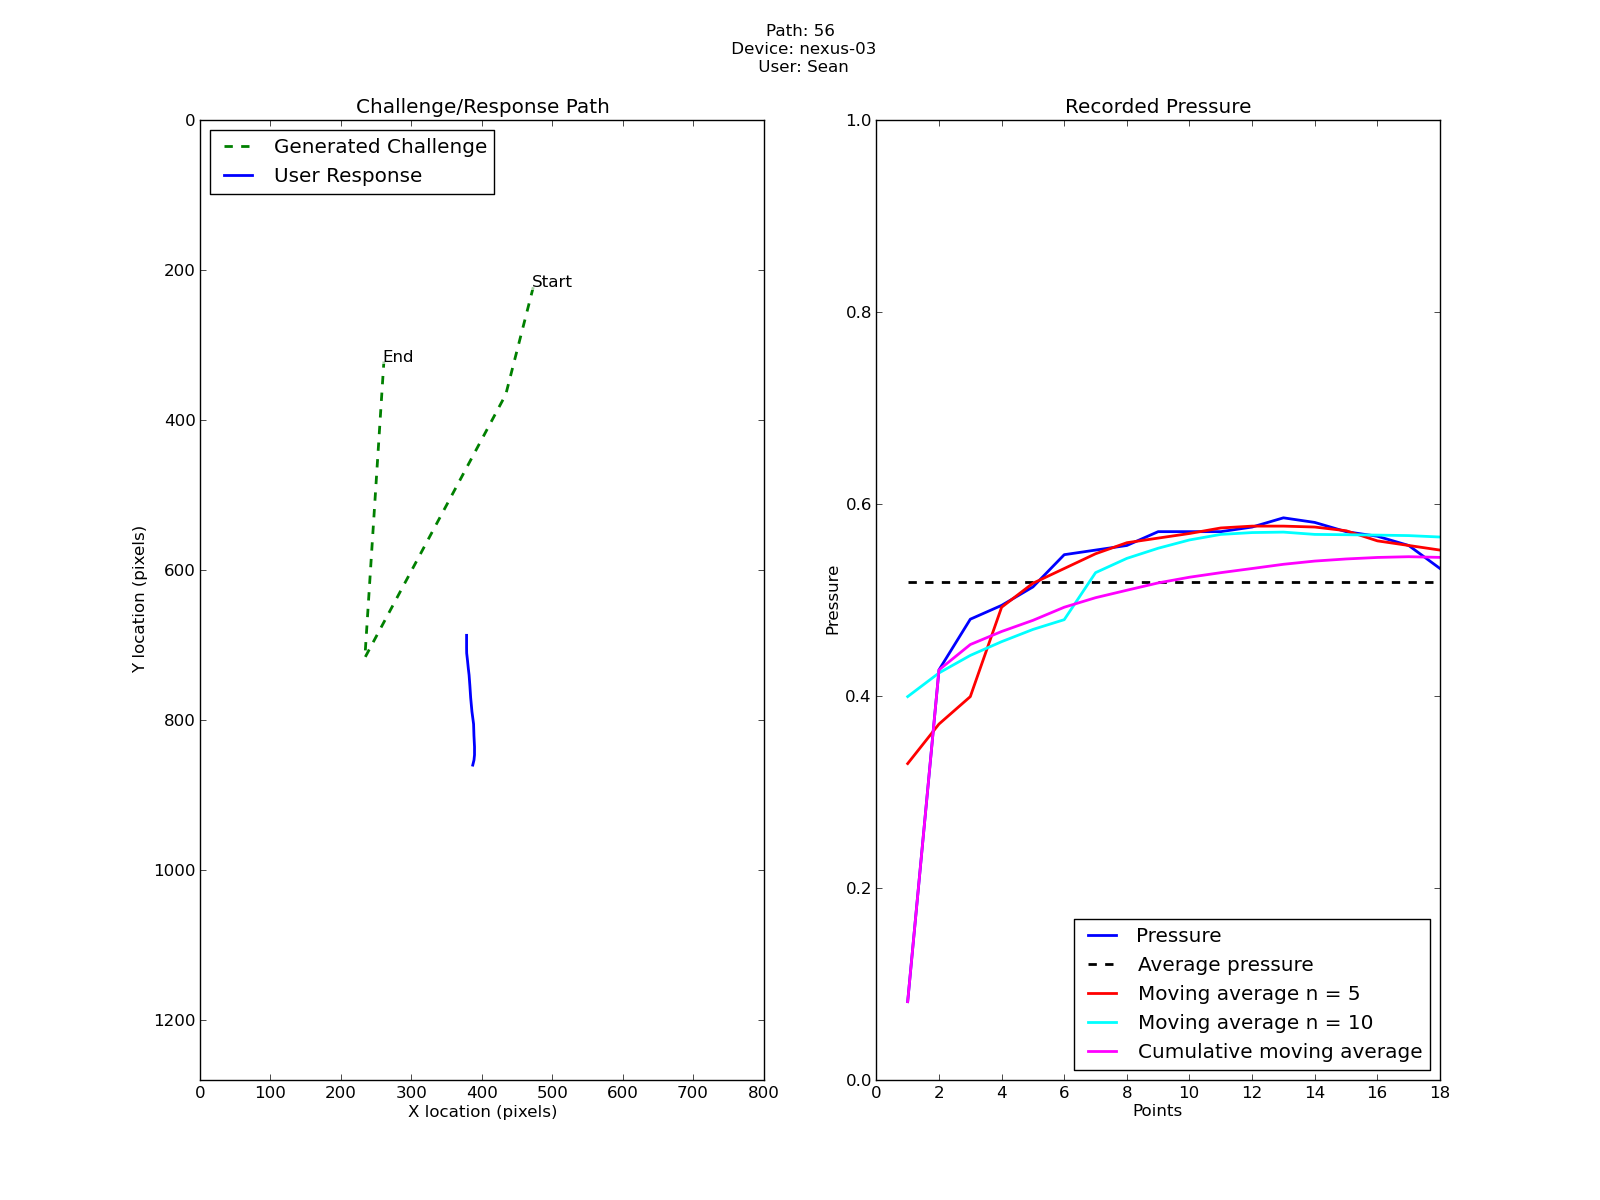 Path: 56
Device: nexus-03
User: Sean
Challenge/Response Path
Generated Challenge
User Response
Start
End
0
200
400
600
800
1000
1200
Y location (pixels)
0 100 200 300 400 500 600 700 800
X location (pixels)
Recorded Pressure
1.0
0.8
0.6
0.4
0.2
0.0
Pressure
Pressure
Average pressure
Moving average n = 5
Moving average n = 10
Cumulative moving average
0 2 4 6 8 10 12 14 16 18
Points